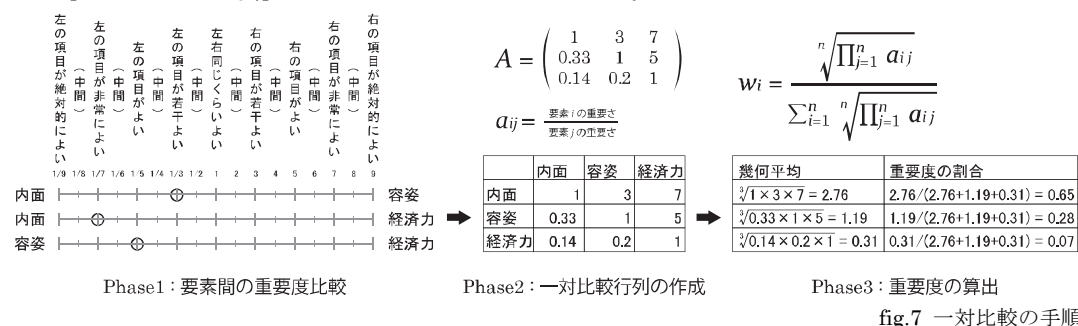 左の項目が絶対的によい
（中間）
左の項目が非常によい
（中間）
左の項目がよい
（中間）
左の項目が若干よい
（中間）
左右同じくらいよい
（中間）
右の項目が若干よい
（中間）
右の項目がよい
（中間）
右の項目が非常によい
（中間）
右の項目が絶対的によい
1/9 1/8 1/7 1/6 1/5 1/4 1/3 1/2 1 2 3 4 5 6 7 8 9
内面 容姿
内面 経済力
容姿 経済力
Phase1：要素間の重要度比較
A = ( 1 3 7
0.33 1 5
0.14 0.2 1 )
aij = 要素 i の重要さ
要素 j の重要さ
内面 容姿 経済力
内面 1 3 7
容姿 0.33 1 5
経済力 0.14 0.2 1
Phase2：一対比較行列の作成
wi = ⁿ√∏ⁿj=1 aij
∑ⁿi=1 ⁿ√∏ⁿj=1 aij
幾何平均 重要度の割合
∛1×3×7 = 2.76 2.76/(2.76+1.19+0.31) = 0.65
∛0.33×1×5 = 1.19 1.19/(2.76+1.19+0.31) = 0.28
∛0.14×0.2×1 = 0.31 0.31/(2.76+1.19+0.31) = 0.07
Phase3：重要度の算出
fig.7 一対比較の手順